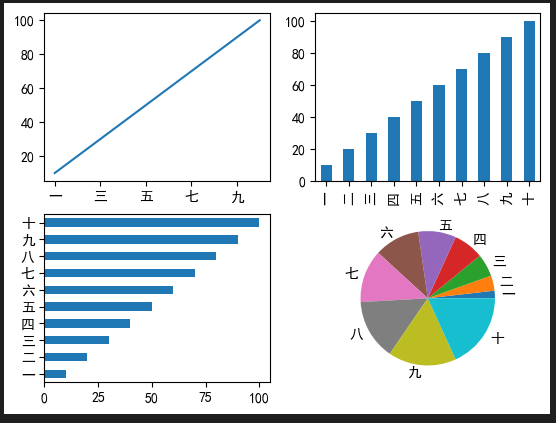 100
80
60
40
20
一 三 五 七 九
100
80
60
40
20
0
一 二 三 四 五 六 七 八 九 十
十
九
八
七
六
五
四
三
二
一
0 25 50 75 100
五
六
四
三
七
二
一
八
十
九